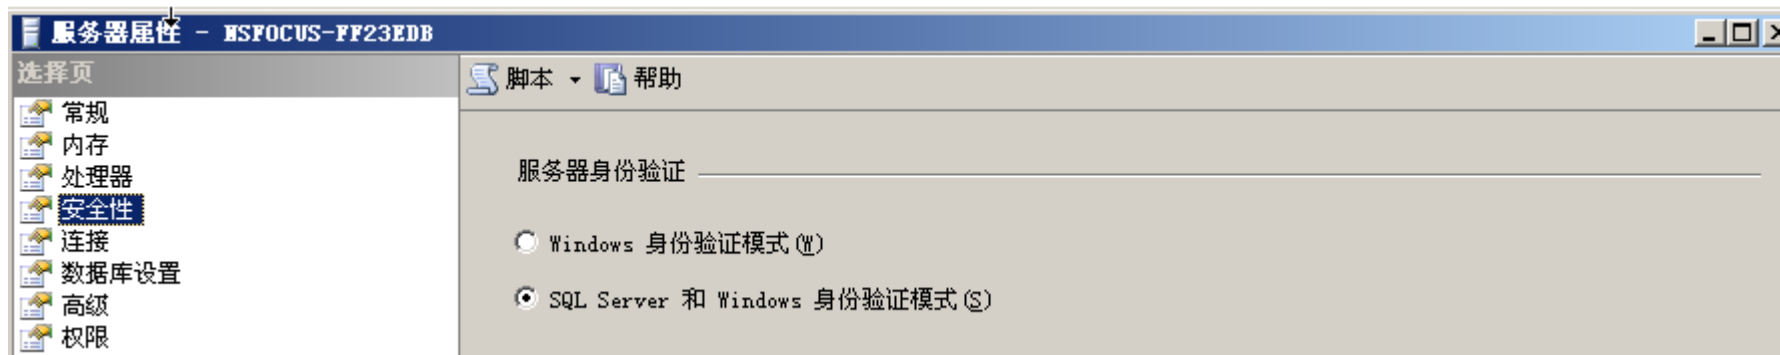 服务器属性 - NSFOCUS-FF23EDB
选择页
常规
内存
处理器
安全性
连接
数据库设置
高级
权限
脚本 帮助
服务器身份验证
Windows 身份验证模式(W)
SQL Server 和 Windows 身份验证模式(S)